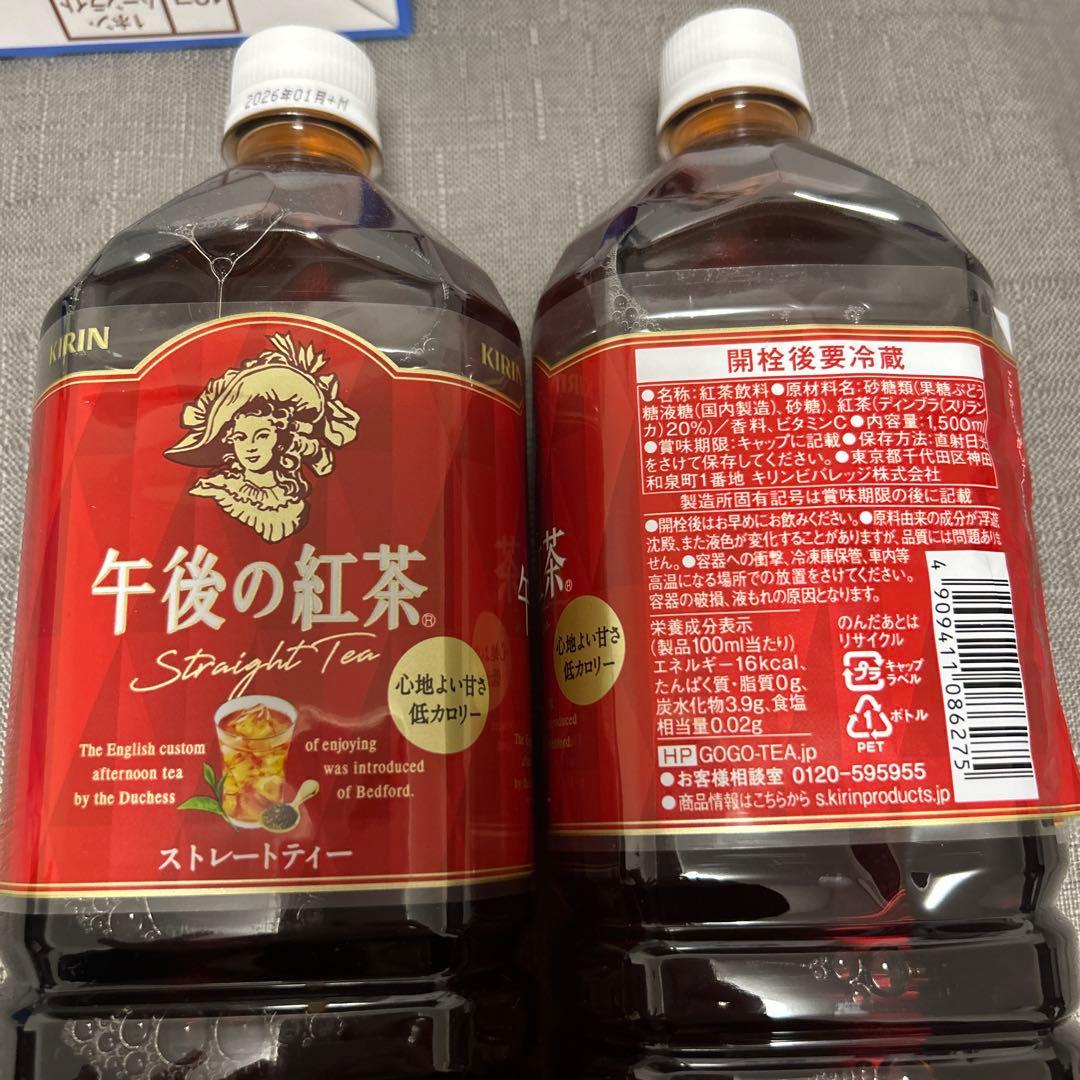 1ホン
2026年01月+M
KIRIN
KIRIN
午後の紅茶®
Straight Tea
心地よい甘さ
低カロリー
The English custom
afternoon tea
by the Duchess
of enjoying
was introduced
of Bedford.
ストレートティー
KIRIN
茶®
心地よい甘さ
低カロリー
開栓後要冷蔵
●名称:紅茶飲料●原材料名:砂糖類(果糖ぶどう
糖液糖(国内製造)、砂糖)、紅茶(ディンブラ(スリラン
カ)20%)/香料、ビタミンC●内容量:1,500ml
●賞味期限:キャップに記載●保存方法:直射日光
をさけて保存してください。●東京都千代田区神田
和泉町1番地 キリンビバレッジ株式会社
製造所固有記号は賞味期限の後に記載
●開栓後はお早めにお飲みください。●原料由来の成分が浮遊、
沈殿、また液色が変化することがありますが、品質には問題ありま
せん。●容器への衝撃、冷凍庫保管、車内等
高温になる場所での放置をさけてください。
容器の破損、液もれの原因となります。
栄養成分表示
(製品100ml当たり)
エネルギー16kcal、
たんぱく質・脂質0g、
炭水化物3.9g、食塩
相当量0.02g
のんだあとは
リサイクル
プラ
キャップ
ラベル
1
ボトル
PET
HP GOGO-TEA.jp
●お客様相談室 0120-595955
●商品情報はこちらから s.kirinproducts.jp
4 909411 086275